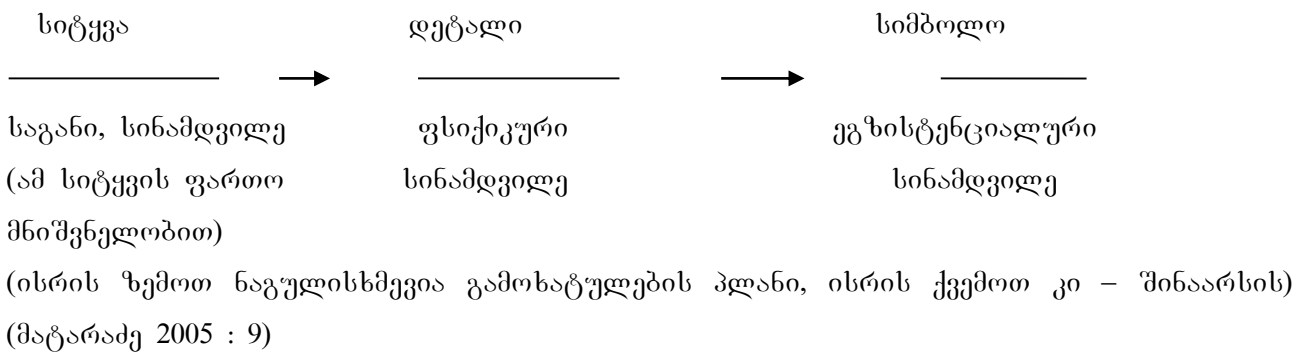 სიტყვა დეტალი სიმბოლო
საგანი, სინამდვილე ფსიქიკური ეგზისტენციალური
(ამ სიტყვის ფართო სინამდვილე სინამდვილე
მნიშვნელობით)
(ისრის ზემოთ ნაგულისხმევია გამოხატულების პლანი, ისრის ქვემოთ კი – შინაარსის)
(მატარაძე 2005 : 9)